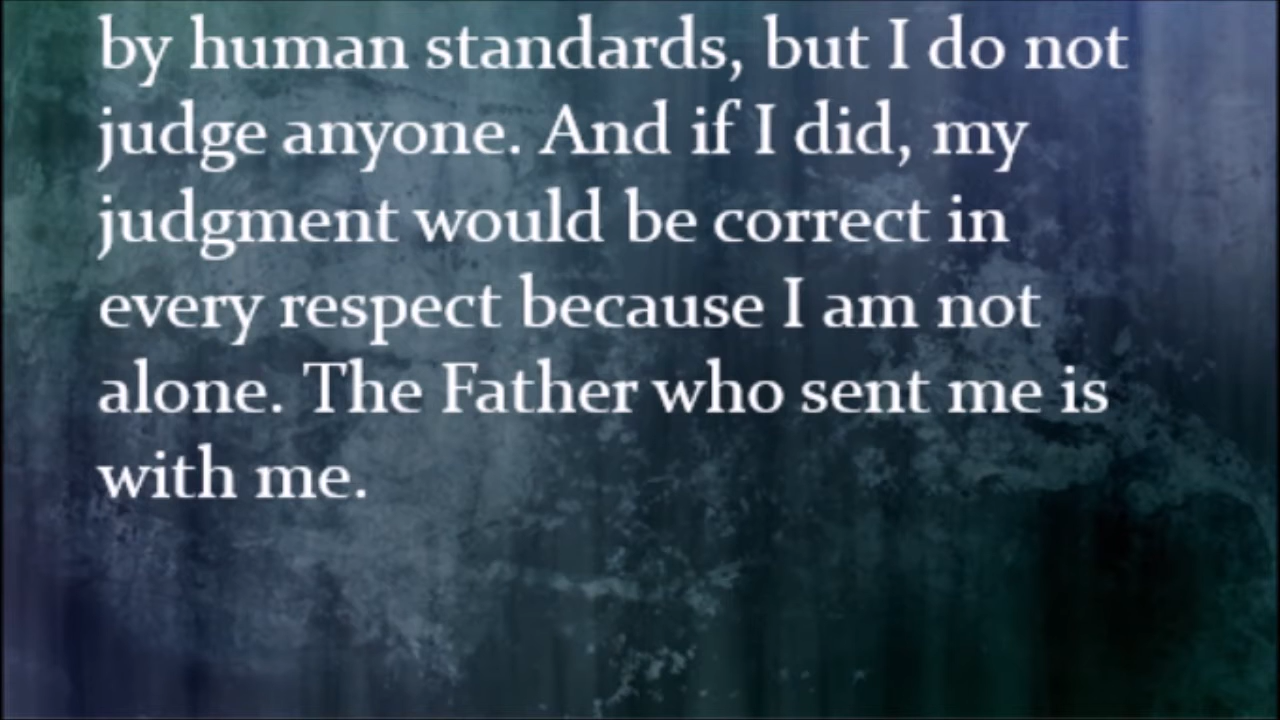 by human standards, but I do not
judge anyone. And if I did, my
judgment would be correct in
every respect because I am not
alone. The Father who sent me is
with me.